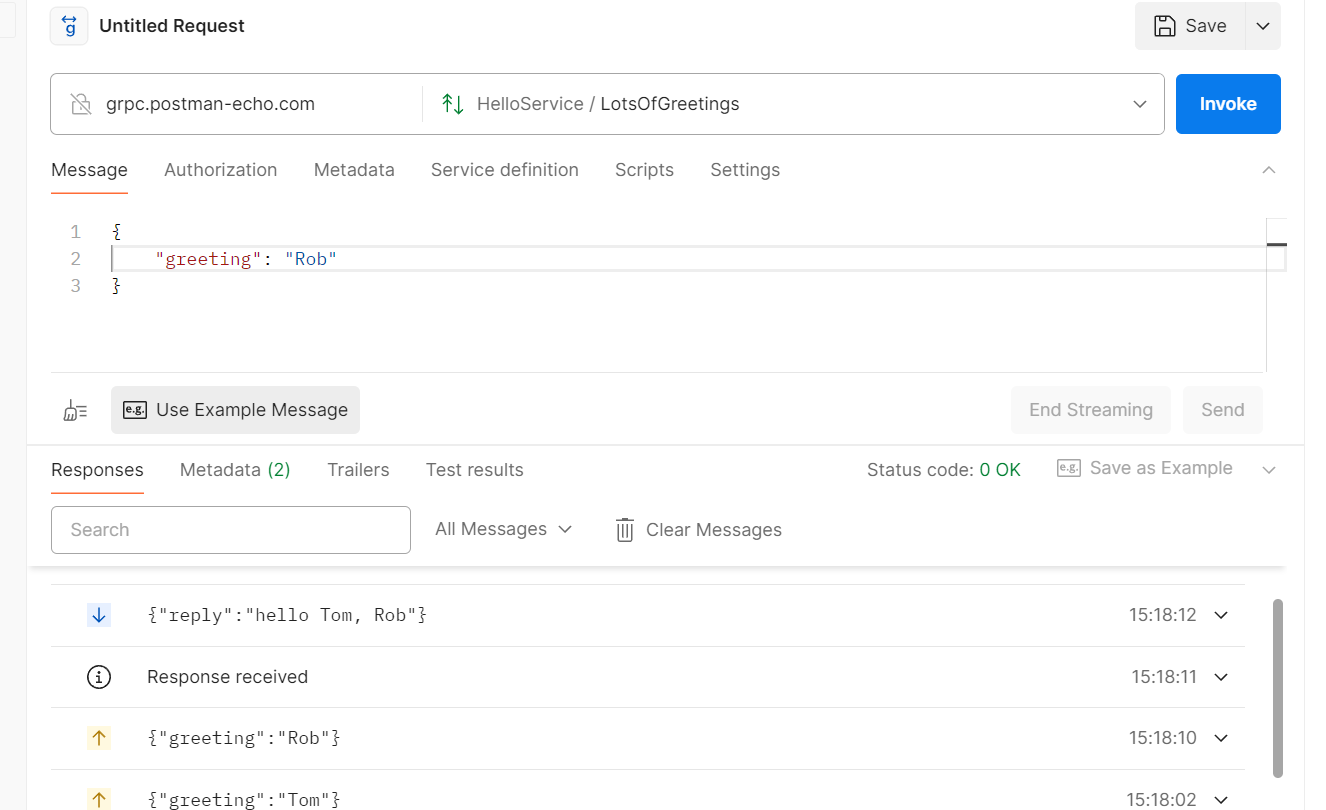 Untitled Request
Save
grpc.postman-echo.com
HelloService / LotsOfGreetings
Invoke
Message Authorization Metadata Service definition Scripts Settings
1 {
2 "greeting": "Rob"
3 }
e.g. Use Example Message
End Streaming
Send
Responses Metadata (2) Trailers Test results
Status code: 0 OK
e.g. Save as Example
Search
All Messages
Clear Messages
{"reply":"hello Tom, Rob"} 15:18:12
Response received 15:18:11
{"greeting":"Rob"} 15:18:10
{"greeting":"Tom"} 15:18:02